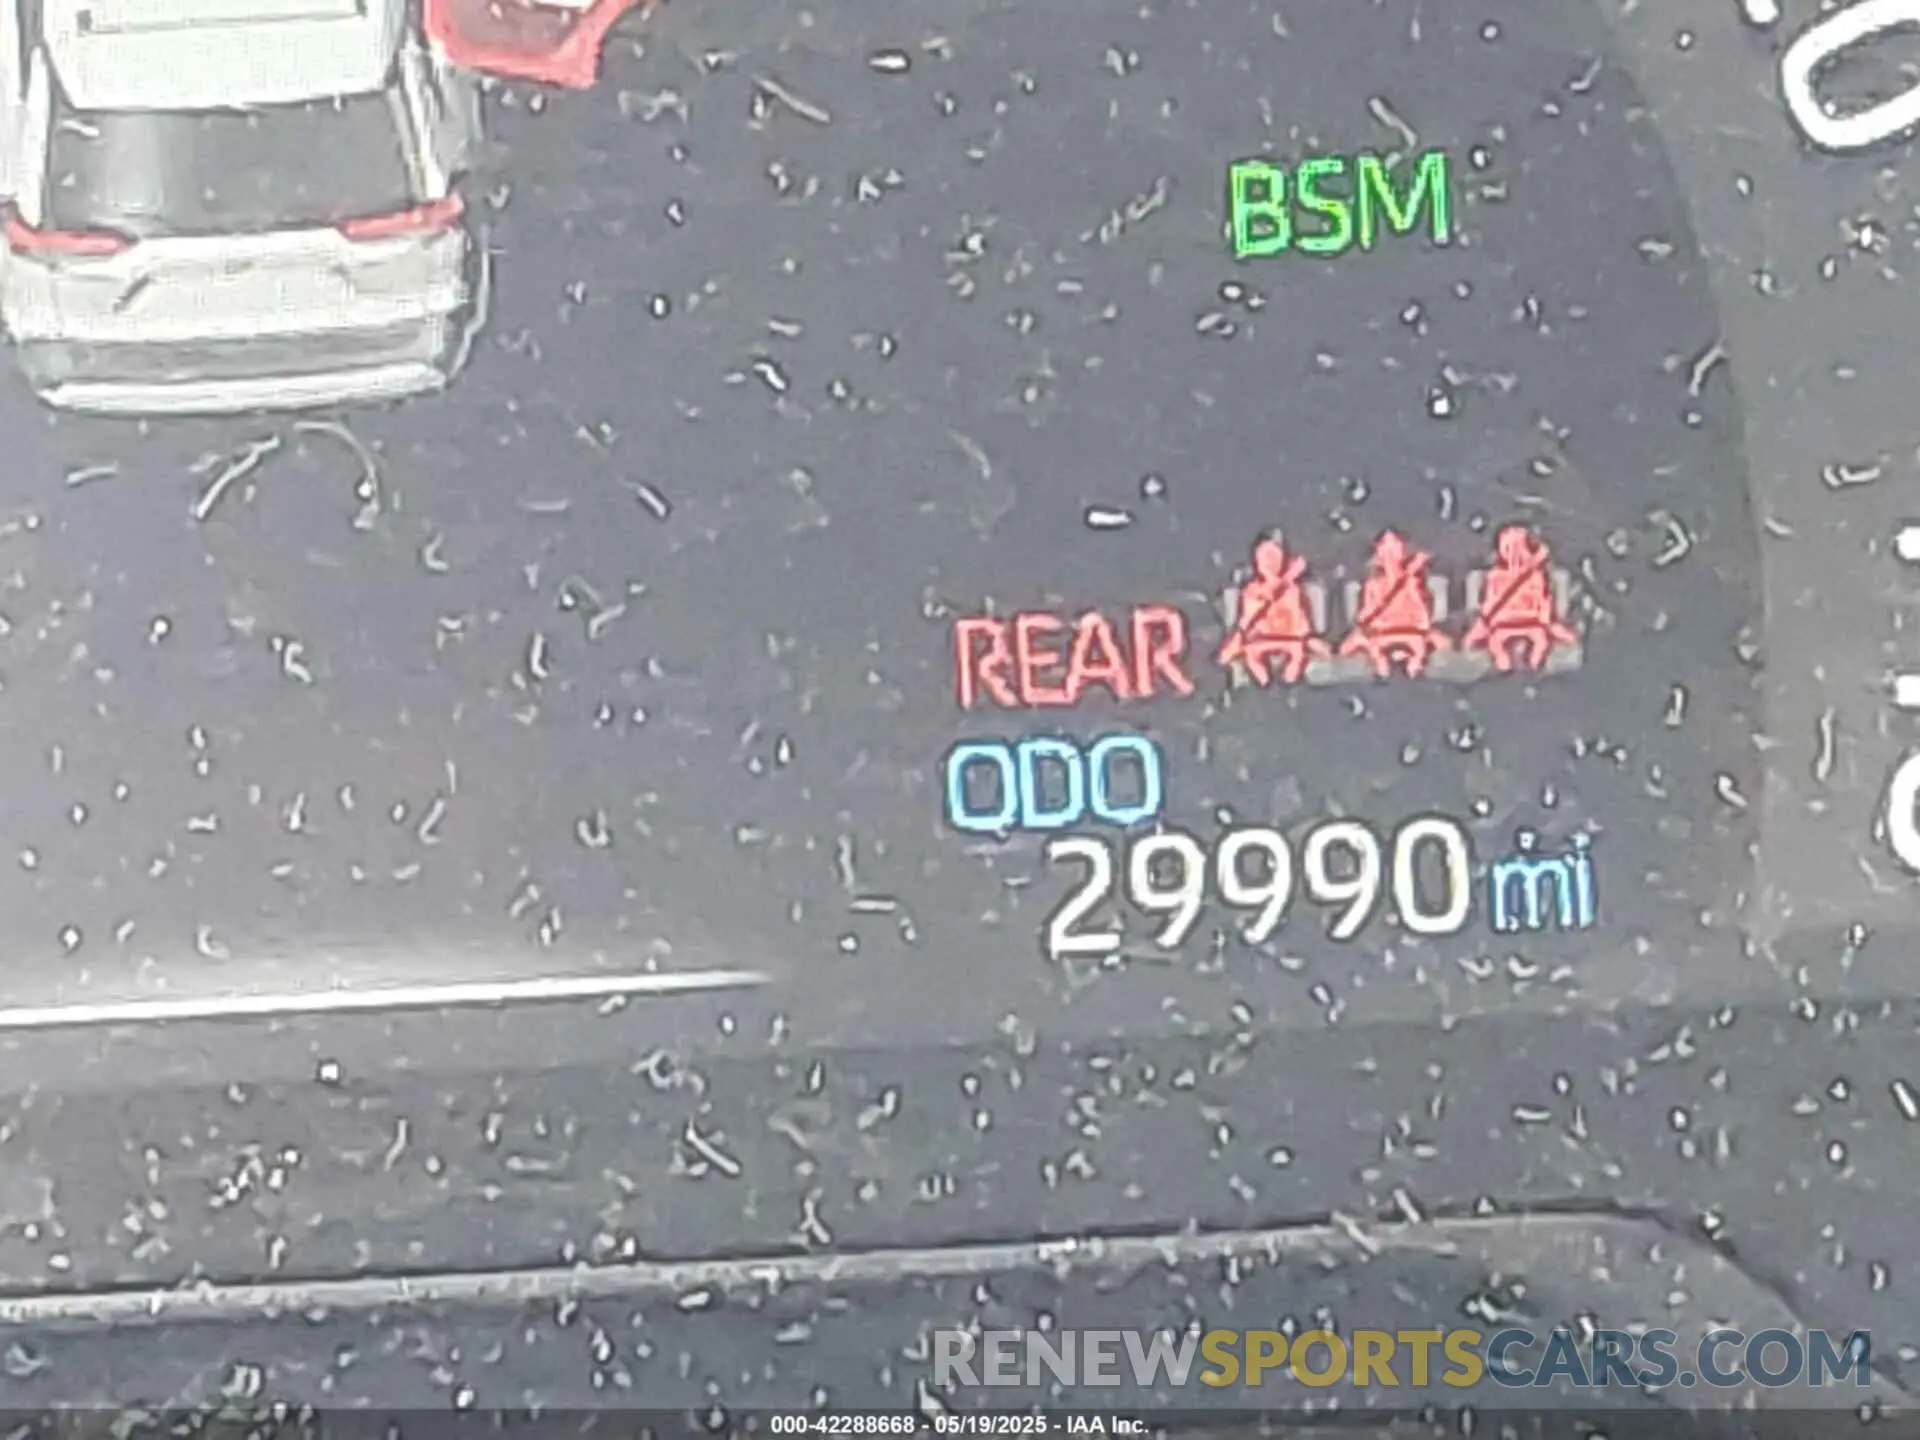 BSM
REAR
ODO
29990 mi
RENEWSPORTSCARS.COM
000-42288668 - 05/19/2025 - IAA Inc.